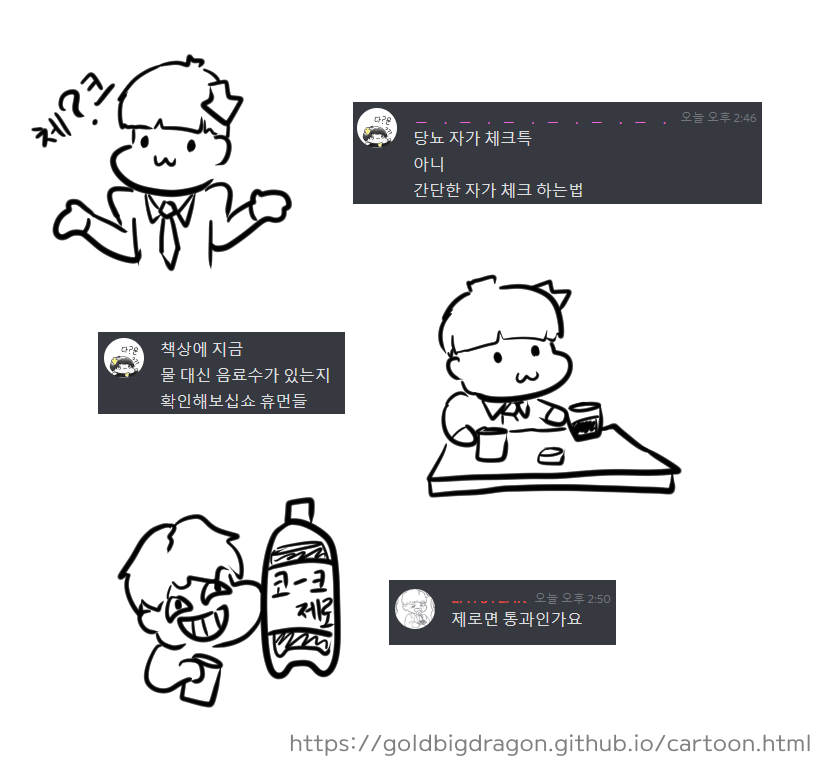 체?크
오늘 오후 2:46
당뇨 자가 체크특
아니
간단한 자가 체크 하는법
책상에 지금
물 대신 음료수가 있는지
확인해보십쇼 휴먼들
코-크
제로
오늘 오후 2:50
제로면 통과인가요
https://goldbigdragon.github.io/cartoon.html